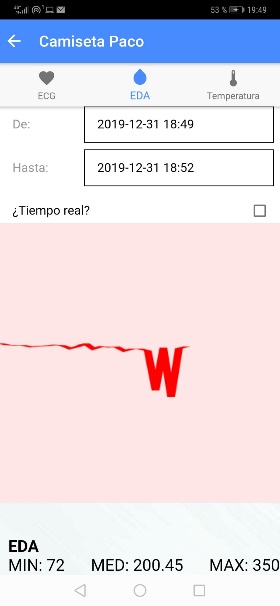 53 % 19:49
Camiseta Paco
ECG
EDA
Temperatura
De:
2019-12-31 18:49
Hasta:
2019-12-31 18:52
¿Tiempo real?
EDA
MIN: 72 MED: 200.45 MAX: 350